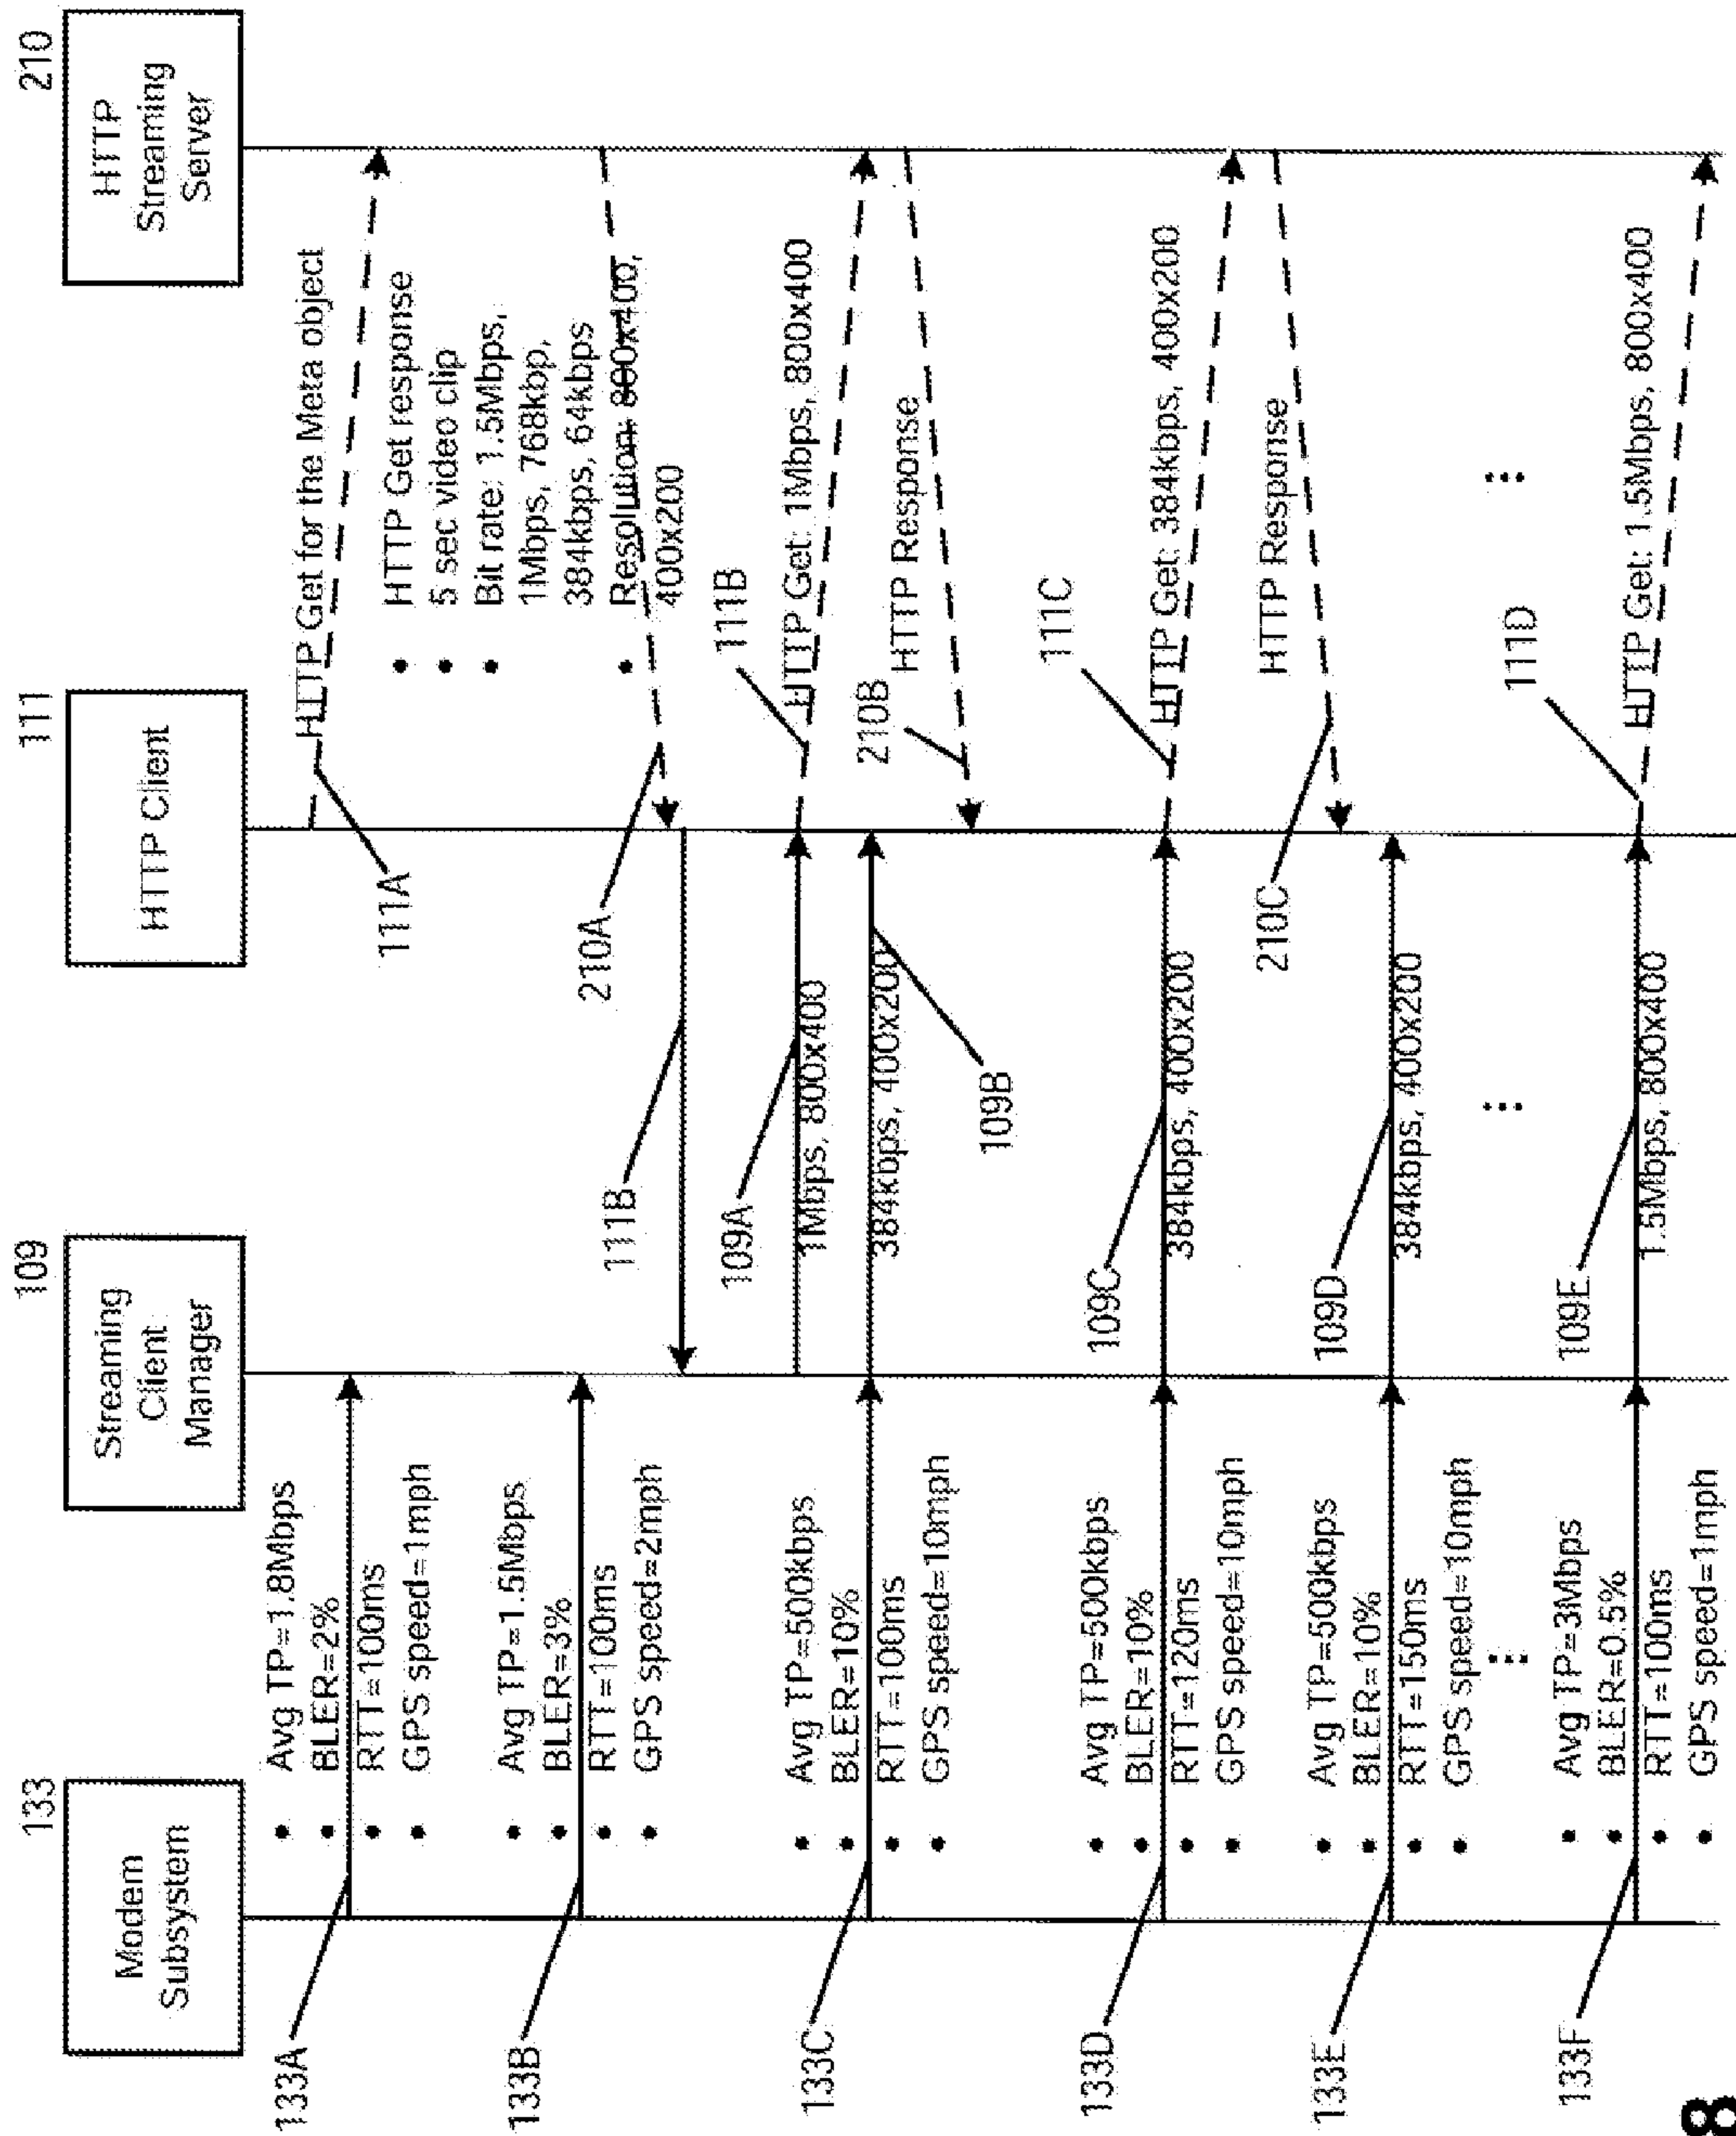 133
Modem
Subsystem
109
Streaming
Client
Manager
111
HTTP Client
210
HTTP
Streaming
Server
133A
• Avg TP=1.8Mbps
• BLER=2%
• RTT=100ms
• GPS speed=1mph
111A
HTTP Get for the Meta object
133B
• Avg TP=1.5Mbps
• BLER=3%
• RTT=100ms
• GPS speed=2mph
• HTTP Get response
• 5 sec video clip
• Bit rate: 1.5Mbps,
1Mbps, 768kbp,
384kbps, 64kbps
• Resolution: 800x400,
400x200
210A
111B
109A
1Mbps, 800x400
111B
HTTP Get: 1Mbps, 800x400
133C
• Avg TP=500kbps
• BLER=10%
• RTT=100ms
• GPS speed=10mph
384kbps, 400x200
109B
210B
HTTP Response
133D
• Avg TP=500kbps
• BLER=10%
• RTT=120ms
• GPS speed=10mph
109C
384kbps, 400x200
111C
HTTP Get: 384kbps, 400x200
210C
HTTP Response
133E
• Avg TP=500kbps
• BLER=10%
• RTT=150ms
• GPS speed=10mph
109D
384kbps, 400x200
...
...
...
133F
• Avg TP=3Mbps
• BLER=0.5%
• RTT=100ms
• GPS speed=1mph
109E
1.5Mbps, 800x400
111D
HTTP Get: 1.5Mbps, 800x400
8